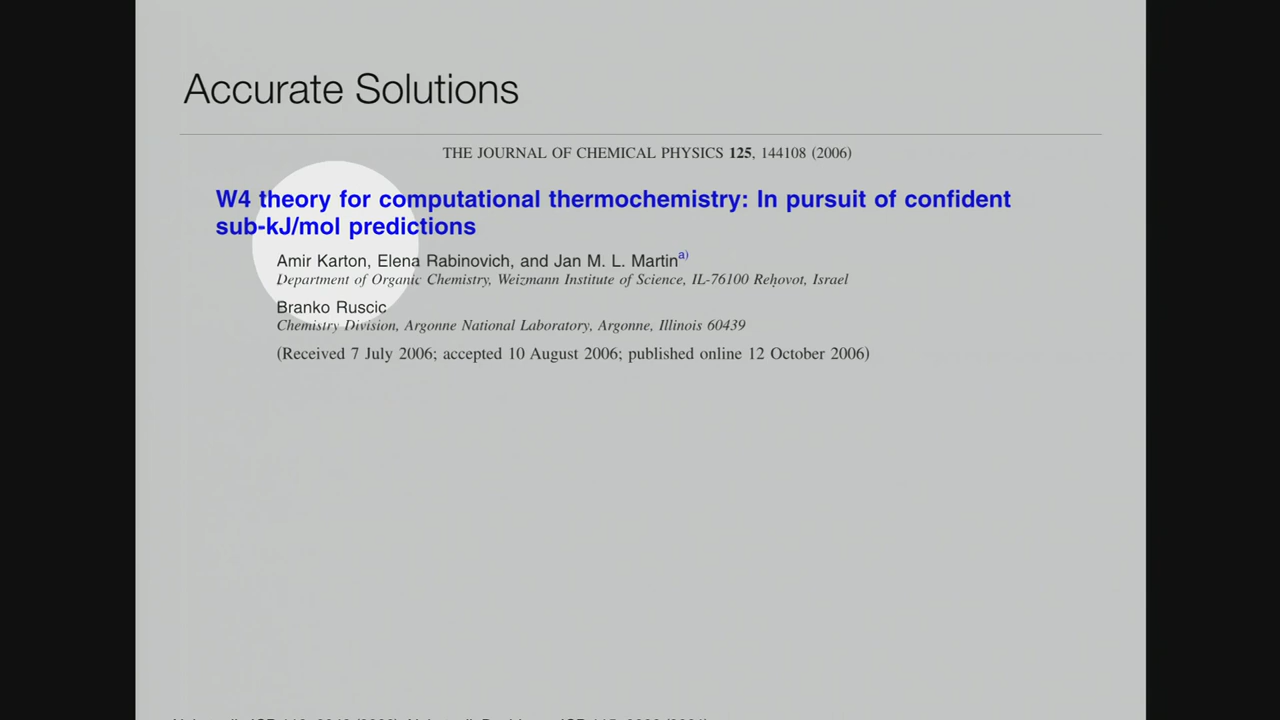 Accurate Solutions
THE JOURNAL OF CHEMICAL PHYSICS 125, 144108 (2006)
W4 theory for computational thermochemistry: In pursuit of confident
sub-kJ/mol predictions
Amir Karton, Elena Rabinovich, and Jan M. L. Martin a)
Department of Organic Chemistry, Weizmann Institute of Science, IL-76100 Reḥovot, Israel
Branko Ruscic
Chemistry Division, Argonne National Laboratory, Argonne, Illinois 60439
(Received 7 July 2006; accepted 10 August 2006; published online 12 October 2006)